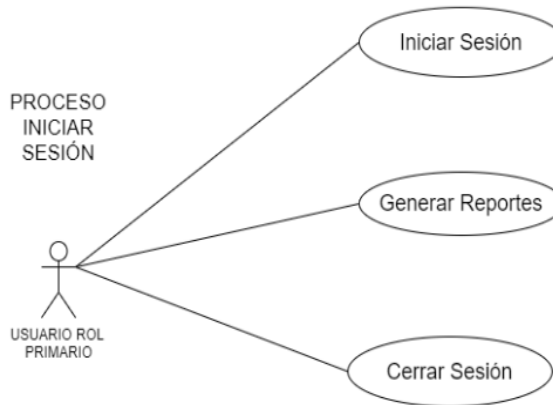 Iniciar Sesión
PROCESO
INICIAR
SESIÓN
Generar Reportes
USUARIO ROL
PRIMARIO
Cerrar Sesión